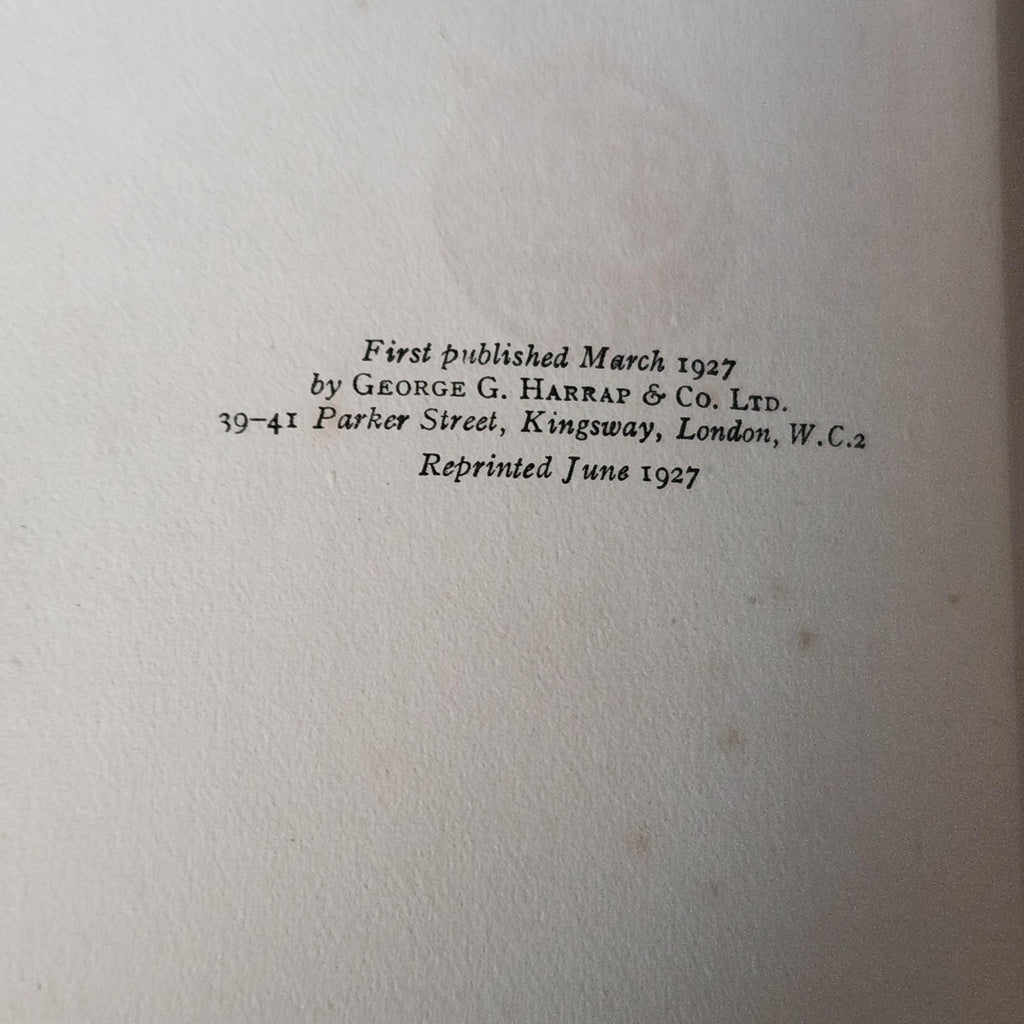 First published March 1927
by GEORGE G. HARRAP & CO. LTD.
39–41 Parker Street, Kingsway, London, W.C.2
Reprinted June 1927